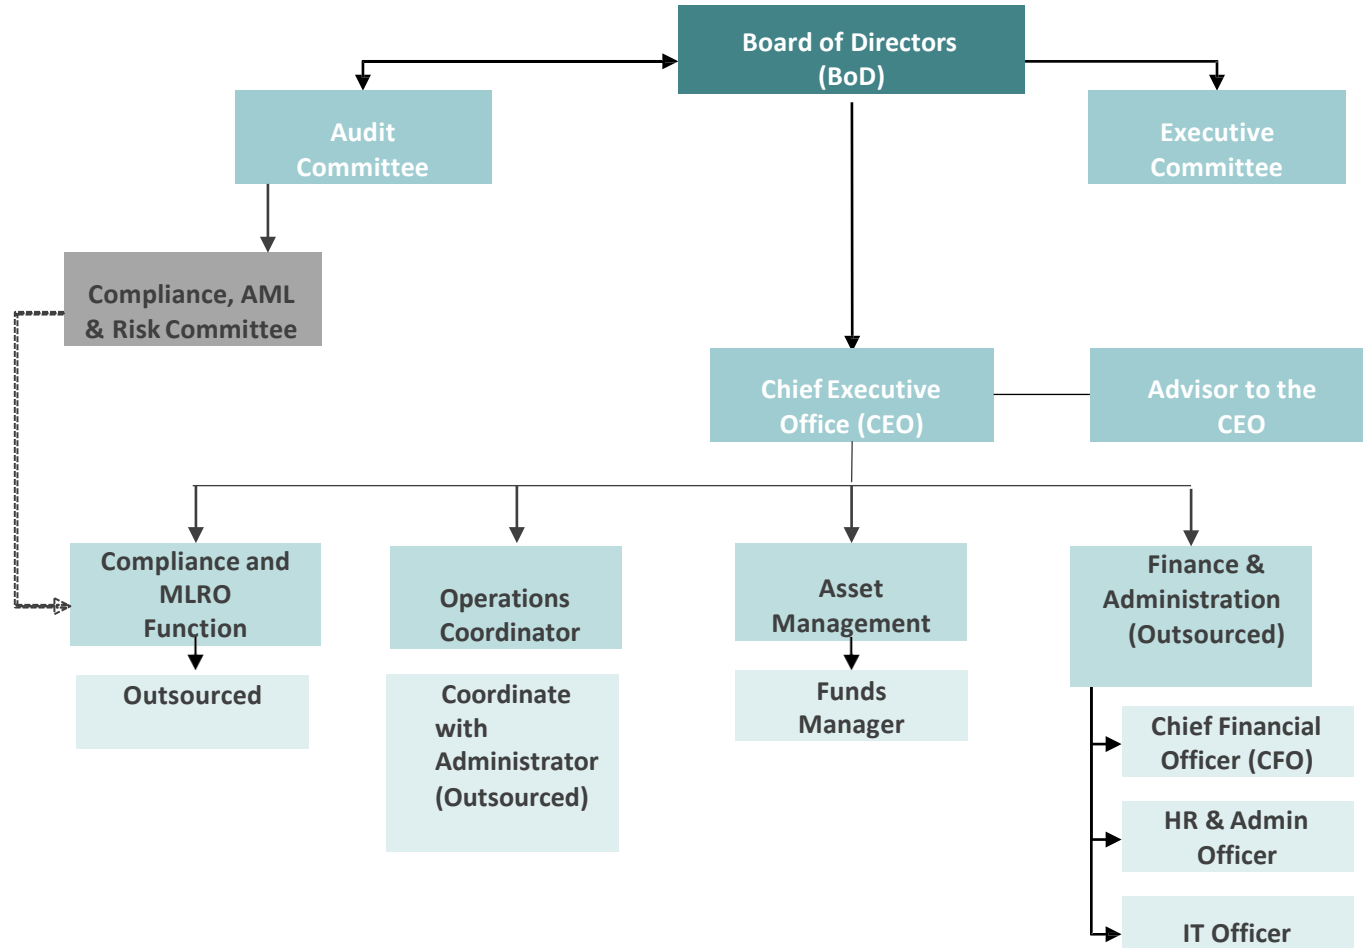 Board of Directors
(BoD)
Audit
Committee
Executive
Committee
Compliance, AML
& Risk Committee
Chief Executive
Office (CEO)
Advisor to the
CEO
Compliance and
MLRO
Function
Operations
Coordinator
Asset
Management
Finance &
Administration
(Outsourced)
Outsourced
Coordinate
with
Administrator
(Outsourced)
Funds
Manager
Chief Financial
Officer (CFO)
HR & Admin
Officer
IT Officer